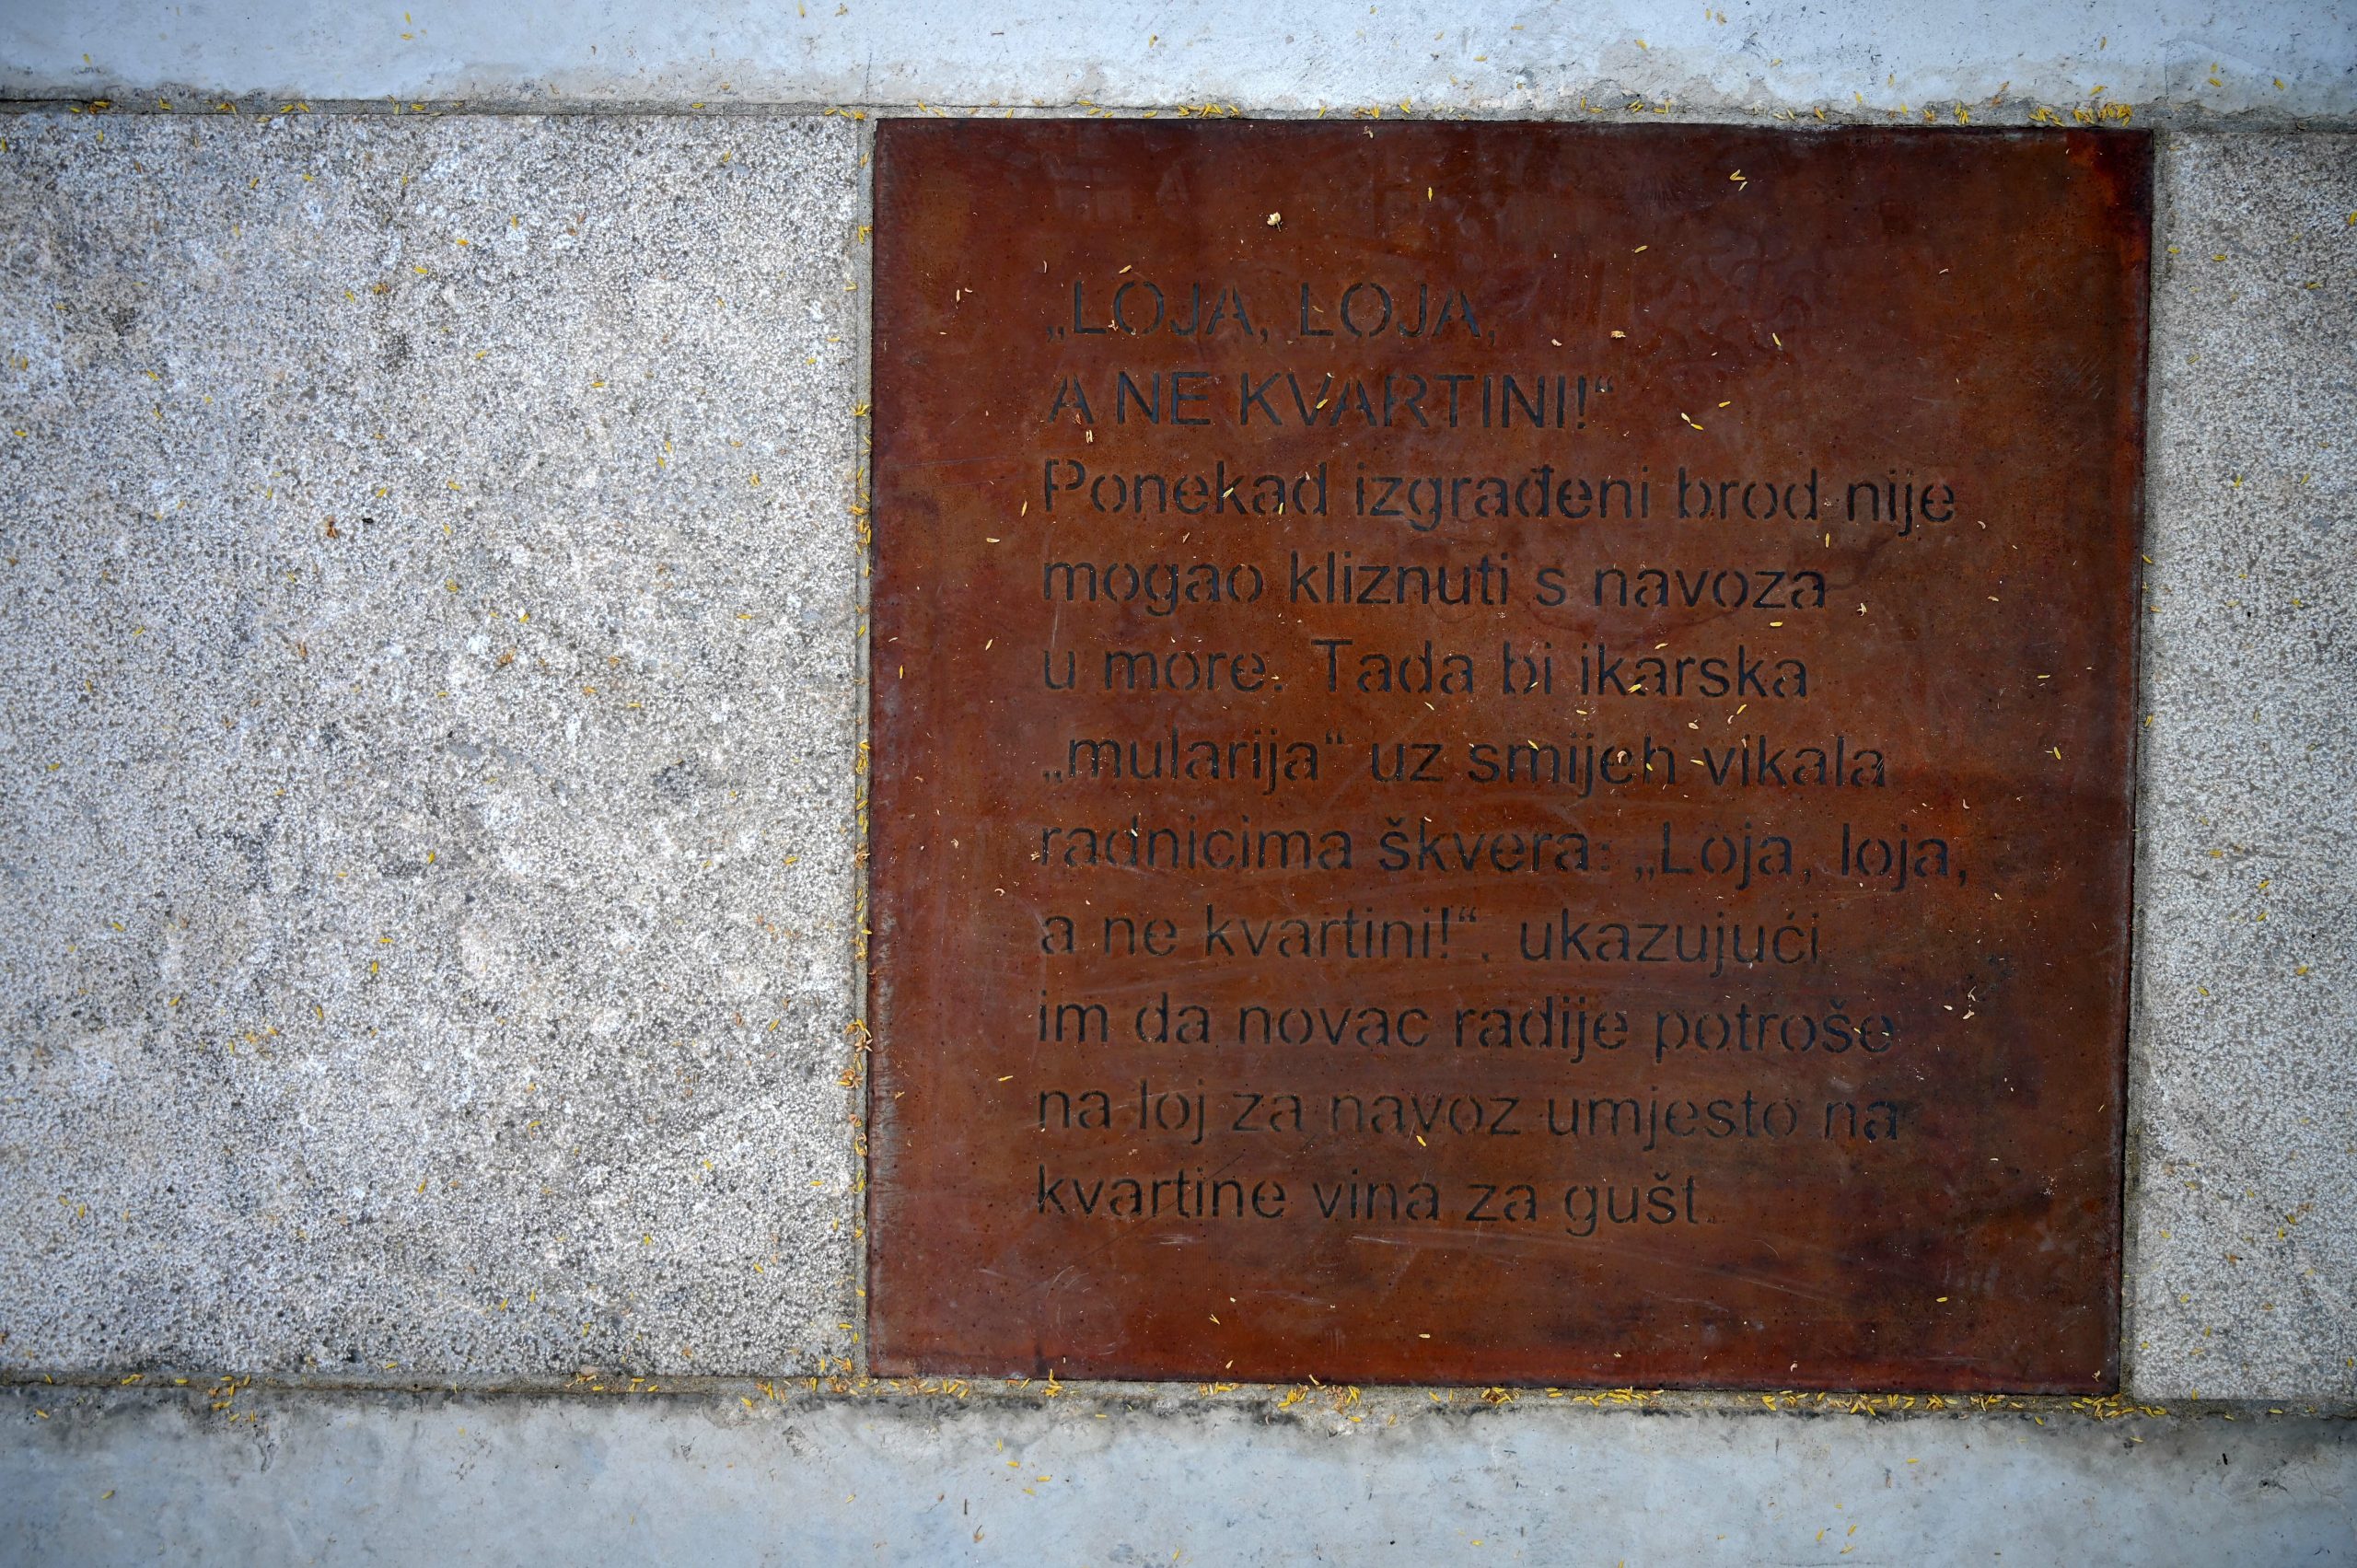 „LOJA, LOJA,
A NE KVARTINI!“
Ponekad izgrađeni brod nije
mogao kliznuti s navoza
u more. Tada bi ikarska
„mularija“ uz smijeh vikala
radnicima škvera: „Loja, loja,
a ne kvartini!“, ukazujući
im da novac radije potroše
na loj za navoz umjesto na
kvartine vina za gušt.